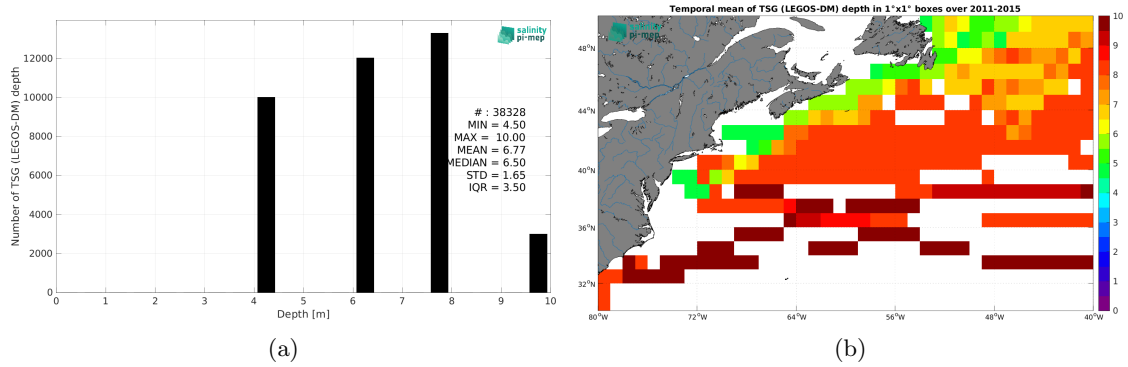 Temporal mean of TSG (LEGOS-DM) depth in 1°x1° boxes over 2011-2015
salinity
pi-mep
Number of TSG (LEGOS-DM) depth
12000
10000
8000
6000
4000
2000
0
# : 38328
MIN = 4.50
MAX = 10.00
MEAN = 6.77
MEDIAN = 6.50
STD = 1.65
IQR = 3.50
0 1 2 3 4 5 6 7 8 9 10
Depth [m]
(a)
salinity
pi-mep
48°N
44°N
40°N
36°N
32°N
80°W 72°W 64°W 56°W 48°W 40°W
10
9
8
7
6
5
4
3
2
1
0
(b)